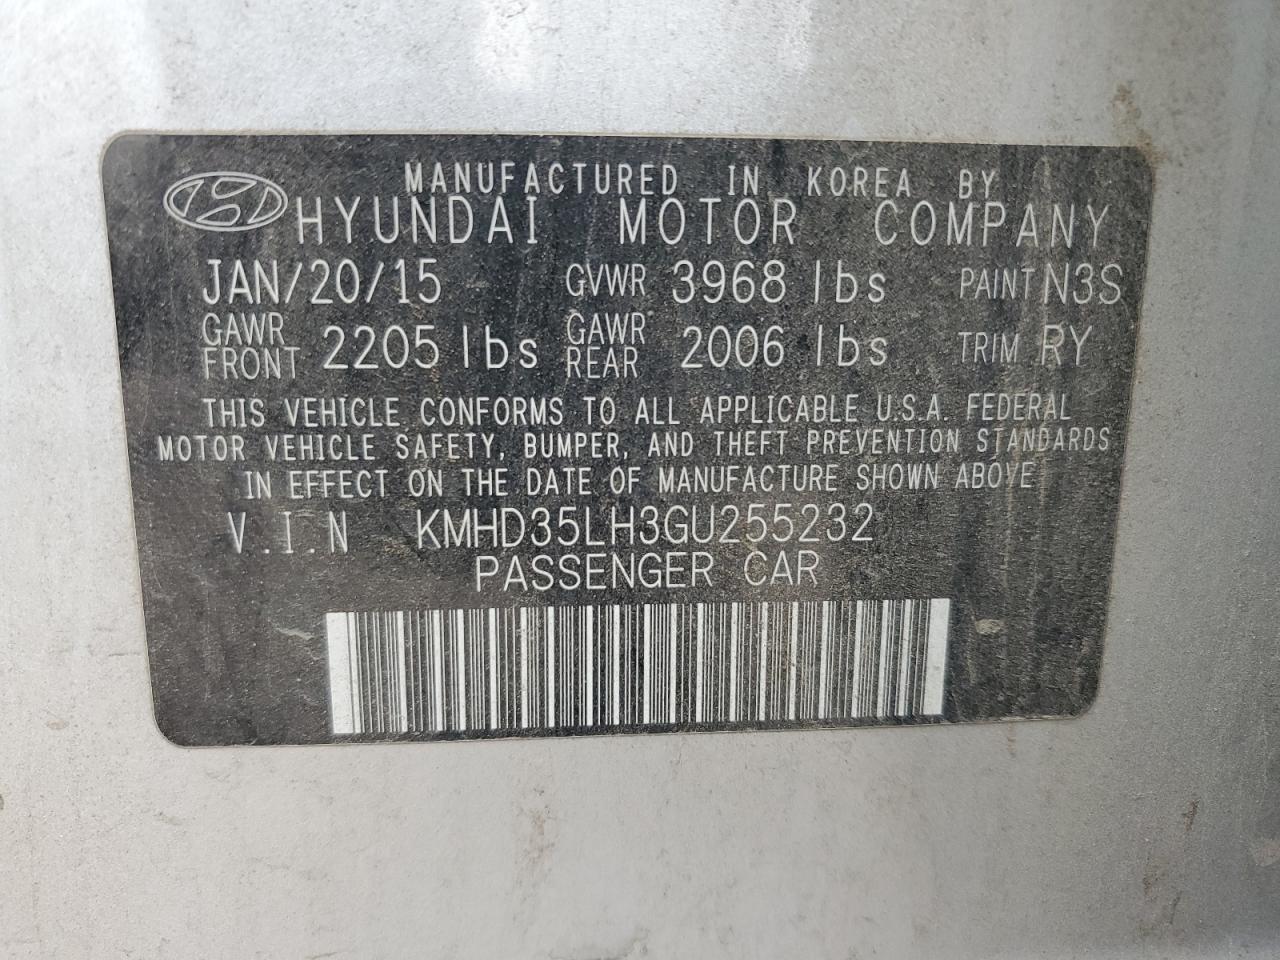 MANUFACTURED IN KOREA BY
HYUNDAI MOTOR COMPANY
JAN/20/15 GVWR 3968 lbs PAINT N3S
GAWR FRONT 2205 lbs GAWR REAR 2006 lbs TRIM RY
THIS VEHICLE CONFORMS TO ALL APPLICABLE U.S.A. FEDERAL
MOTOR VEHICLE SAFETY, BUMPER, AND THEFT PREVENTION STANDARDS
IN EFFECT ON THE DATE OF MANUFACTURE SHOWN ABOVE
V.I.N KMHD35LH3GU255232
PASSENGER CAR